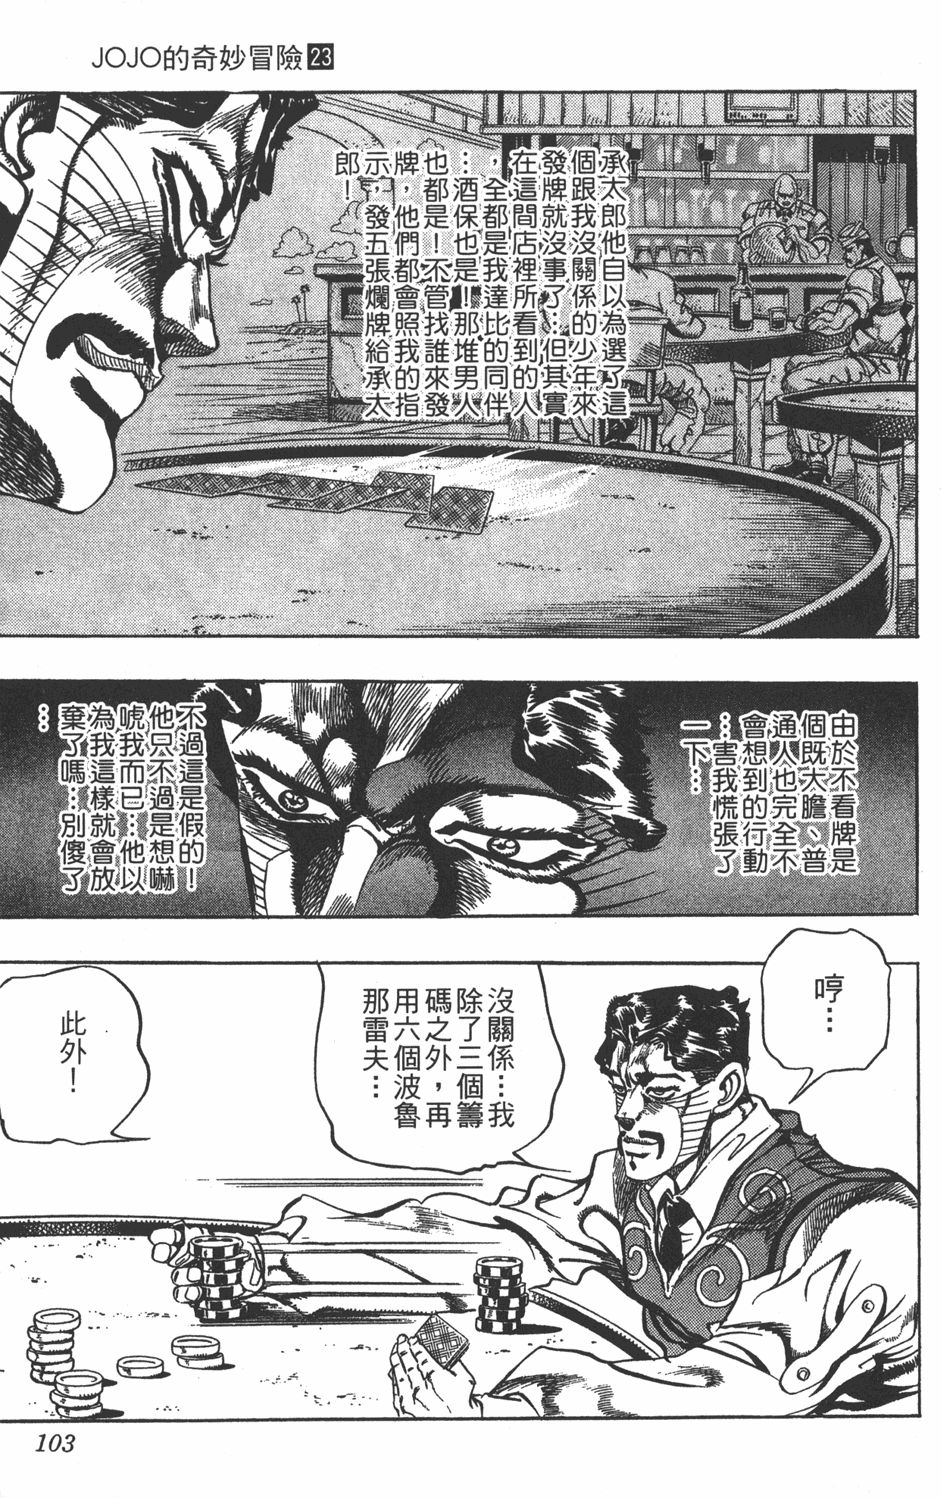 JOJO的奇妙冒險23
承太郎他自以為選了這
個跟我沒關係的少年來
發牌就沒事了…但其實
在這間店裡所看到的人
，全都是我達比的同伴
…酒保也是！那堆男人
也都是！不管找誰來發
牌，他們都會照我的指
示，發五張爛牌給承太
郎！
由於不看牌是
個既大膽、普
通人也完全不
會想到的行動
…害我慌張了
一下…
不過這是假的！
他只不過是想嚇
唬我而已…他以
為我這樣就會放
棄了嗎…別傻了
…
哼…
沒關係…我
除了三個籌
碼之外，再
用六個波魯
那雷夫…
此外！
103